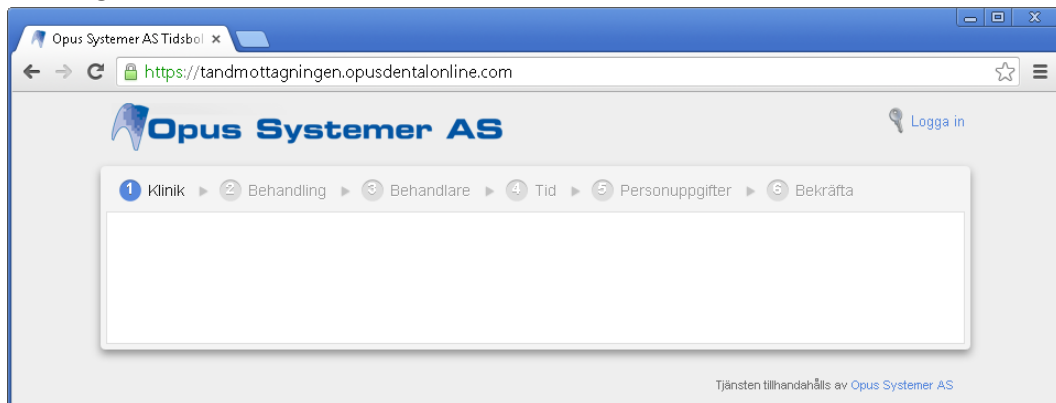 Opus Systemer AS Tidsbol
https://tandmottagningen.opusdentalonline.com
Opus Systemer AS
Logga in
1 Klinik 2 Behandling 3 Behandlare 4 Tid 5 Personuppgifter 6 Bekräfta
Tjänsten tillhandahålls av Opus Systemer AS